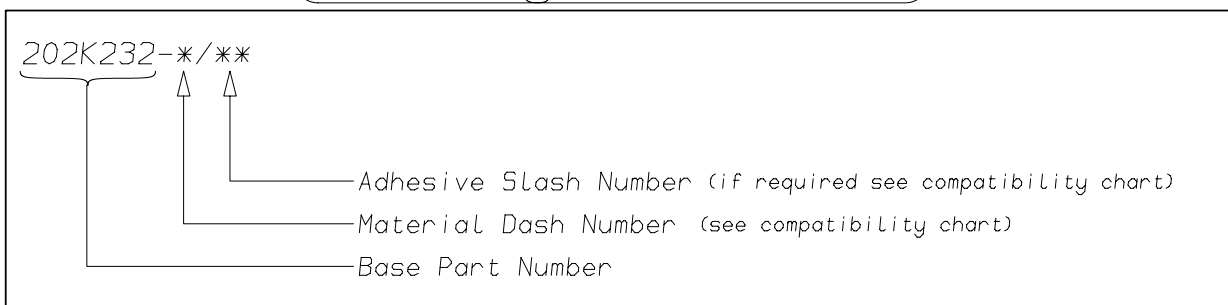 202K232-*/**
Adhesive Slash Number (if required see compatibility chart)
Material Dash Number (see compatibility chart)
Base Part Number